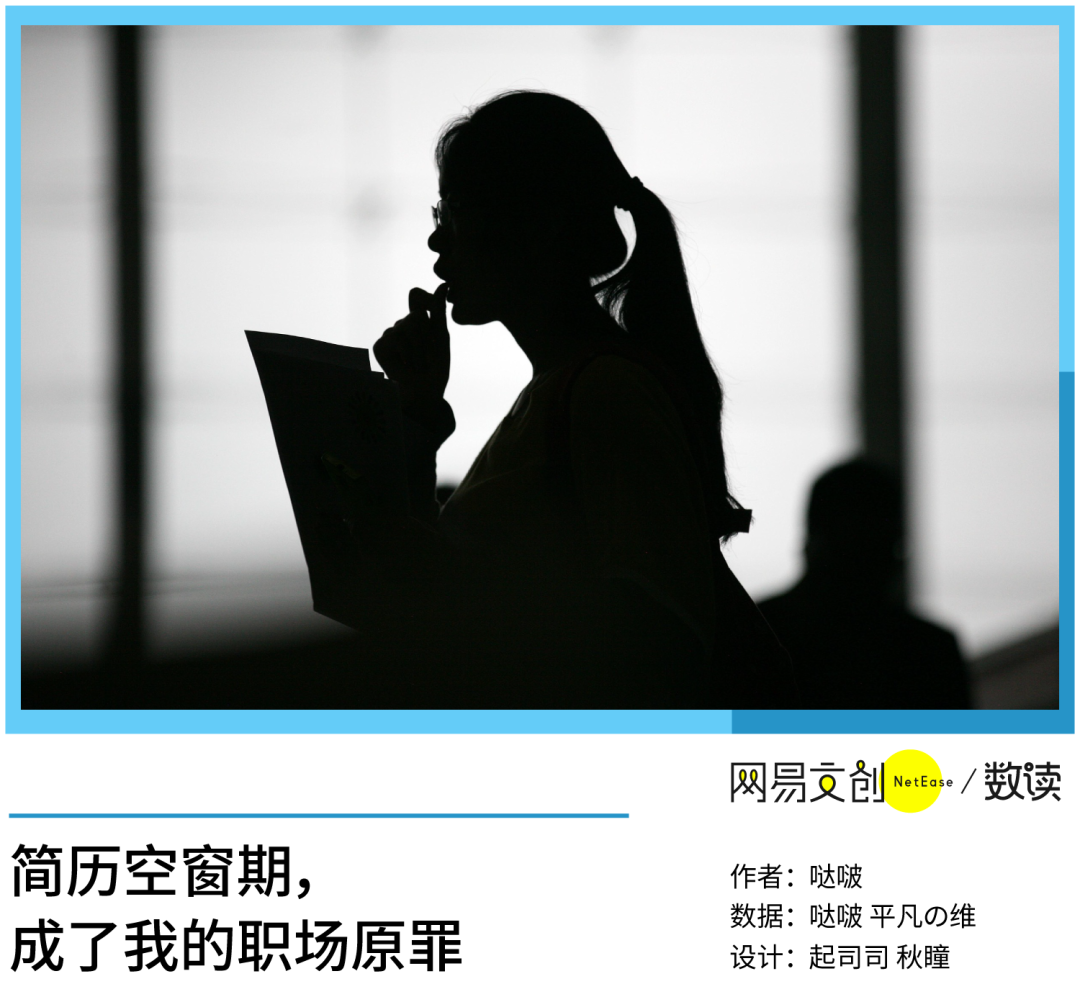 网易文创 NetEase / 数读
简历空窗期，
成了我的职场原罪
作者：哒啵
数据：哒啵 平凡の维
设计：起司司 秋瞳